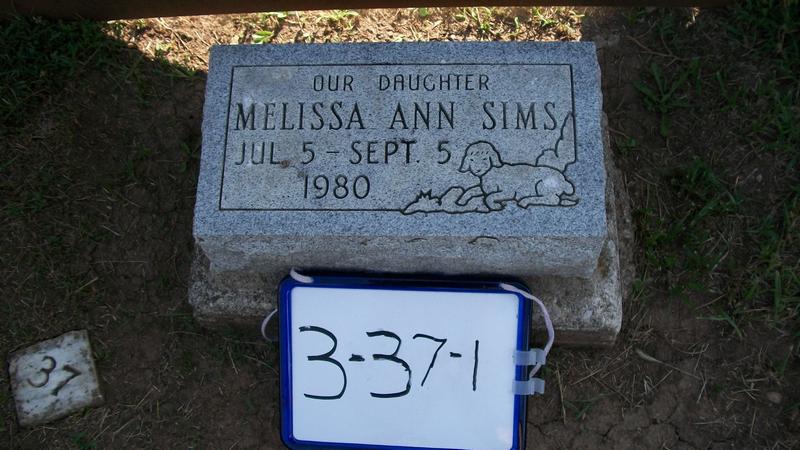 OUR DAUGHTER
MELISSA ANN SIMS
JUL 5 - SEPT. 5
1980
3-37-1
37